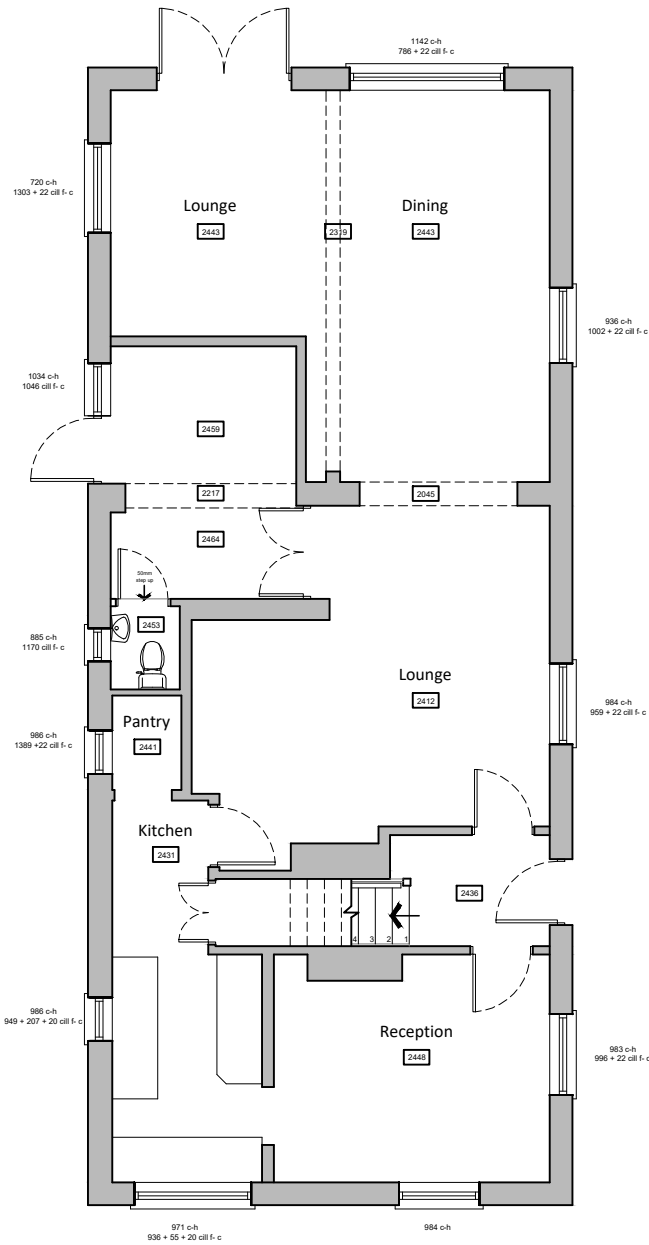 1142 c-h
786 + 22 cill f- c
720 c-h
1303 + 22 cill f- c
Lounge
2443
2319
Dining
2443
936 c-h
1002 + 22 cill f- c
1034 c-h
1046 cill f- c
2459
2217
2045
2464
50mm
step up
2453
885 c-h
1170 cill f- c
Lounge
2412
984 c-h
959 + 22 cill f- c
Pantry
2441
986 c-h
1389 +22 cill f- c
Kitchen
2431
2436
4 3 2 1
986 c-h
949 + 207 + 20 cill f- c
Reception
2448
983 c-h
996 + 22 cill f- c
971 c-h
936 + 55 + 20 cill f- c
984 c-h